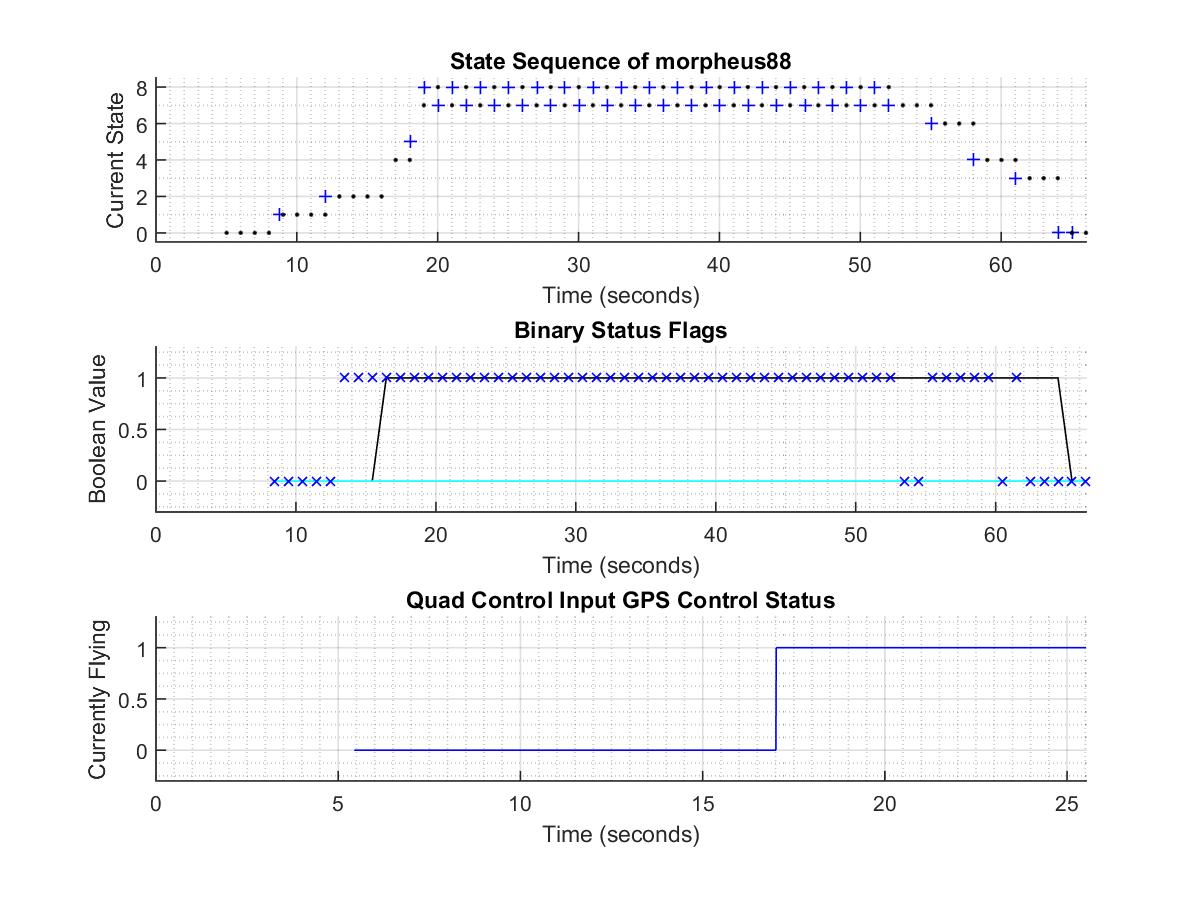 State Sequence of morpheus88
Current State
8
6
4
2
0
0 10 20 30 40 50 60
Time (seconds)
Binary Status Flags
Boolean Value
1
0.5
0
0 10 20 30 40 50 60
Time (seconds)
Quad Control Input GPS Control Status
Currently Flying
1
0.5
0
0 5 10 15 20 25
Time (seconds)